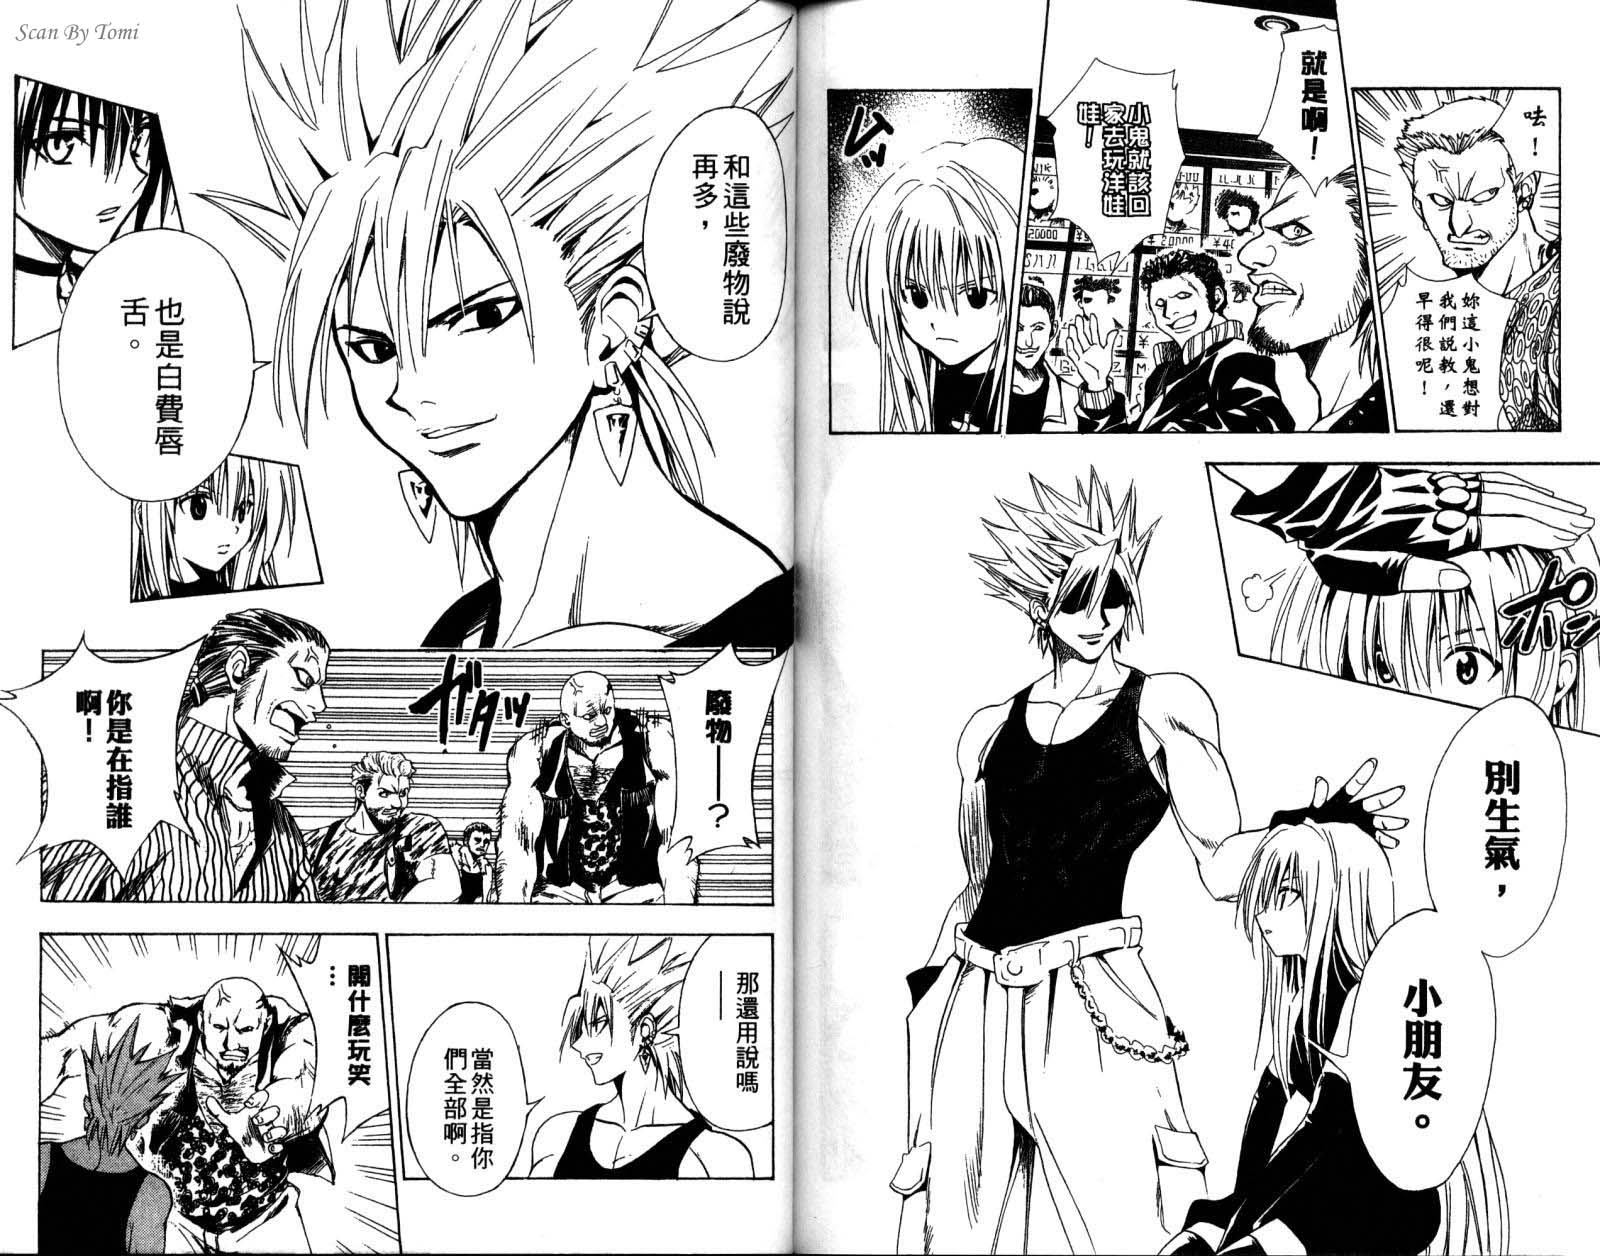 Scan By Tomi
呿！
妳這小鬼想對
我們說教，還
早得很呢！
就是啊！
小鬼就該回
家去玩洋娃
娃！
ポン
別生氣，
小朋友。
和這些廢物說
再多，
也是白費唇
舌。
廢物——？
ガタッ
你是在指誰
啊！
那還用說嗎
——
當然是指你
們全部啊。
開什麼玩笑
…